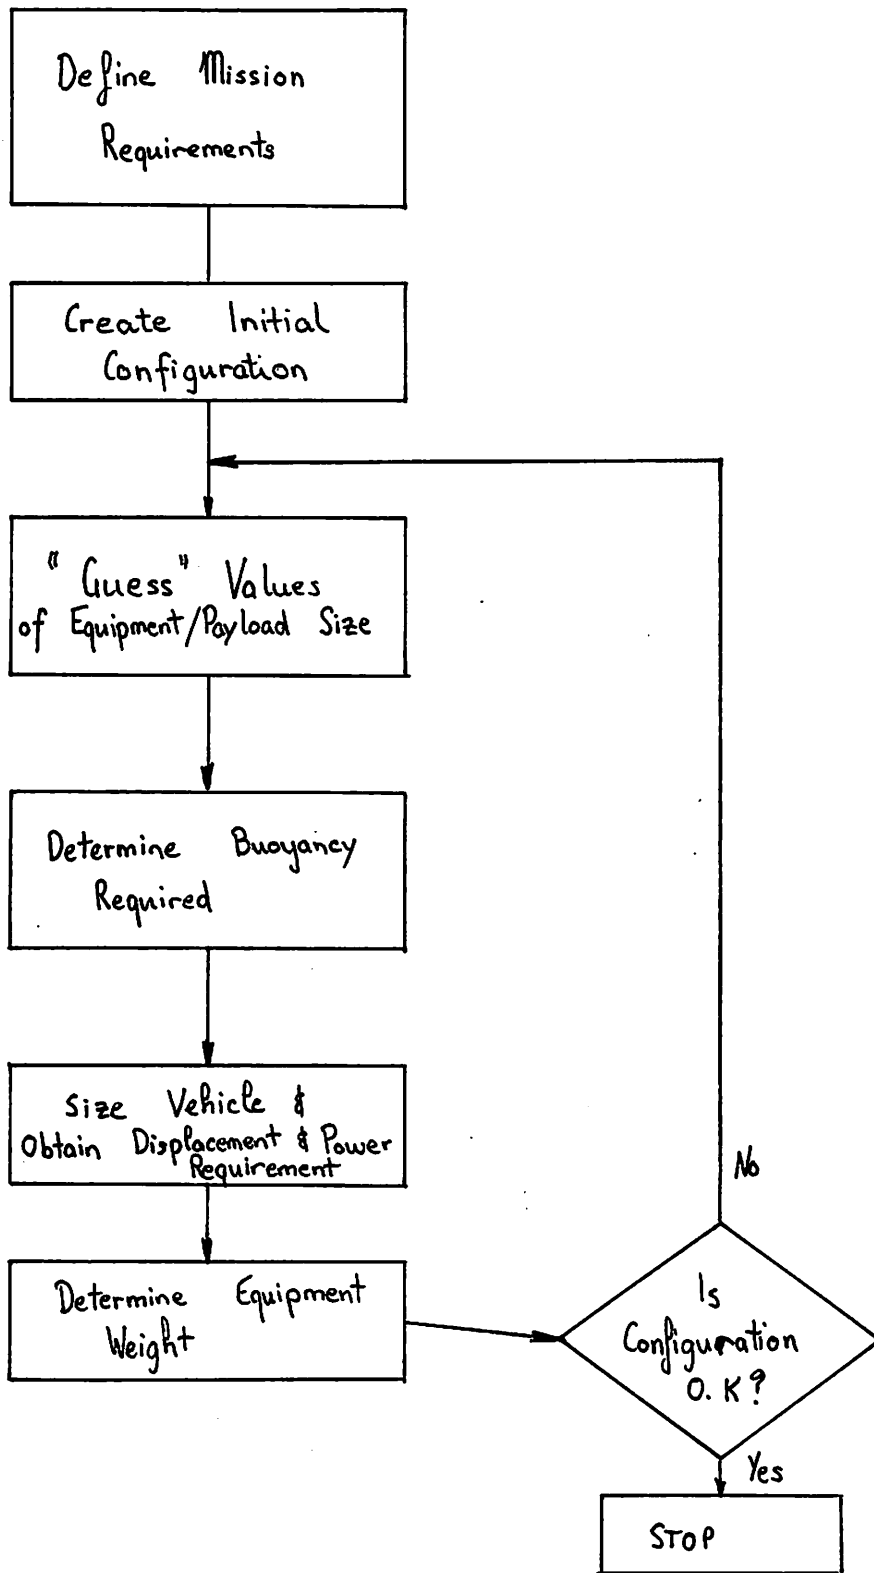 Define Mission
Requirements
Create Initial
Configuration
"Guess" Values
of Equipment/Payload Size
Determine Buoyancy
Required
Size Vehicle &
Obtain Displacement & Power
Requirement
Determine Equipment
Weight
No
Is
Configuration
O.K?
Yes
STOP